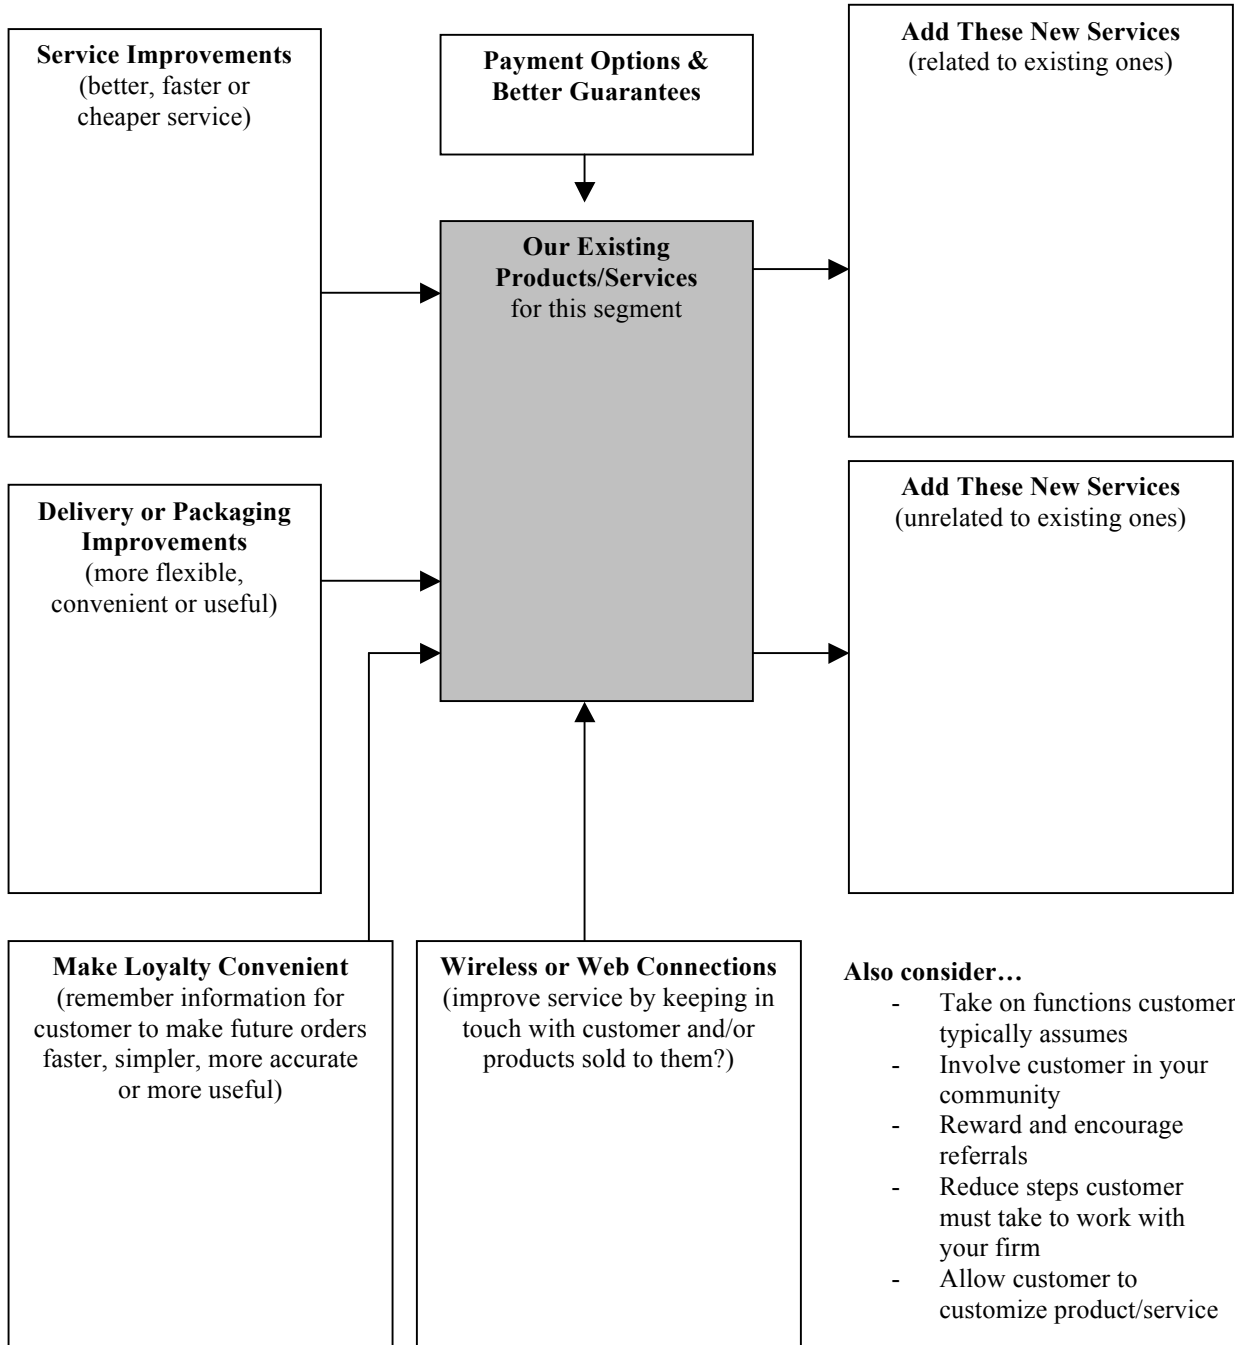 Service Improvements
(better, faster or
cheaper service)
Payment Options &
Better Guarantees
Add These New Services
(related to existing ones)
Our Existing
Products/Services
for this segment
Delivery or Packaging
Improvements
(more flexible,
convenient or useful)
Add These New Services
(unrelated to existing ones)
Make Loyalty Convenient
(remember information for
customer to make future orders
faster, simpler, more accurate
or more useful)
Wireless or Web Connections
(improve service by keeping in
touch with customer and/or
products sold to them?)
Also consider…
- Take on functions customer
typically assumes
- Involve customer in your
community
- Reward and encourage
referrals
- Reduce steps customer
must take to work with
your firm
- Allow customer to
customize product/service